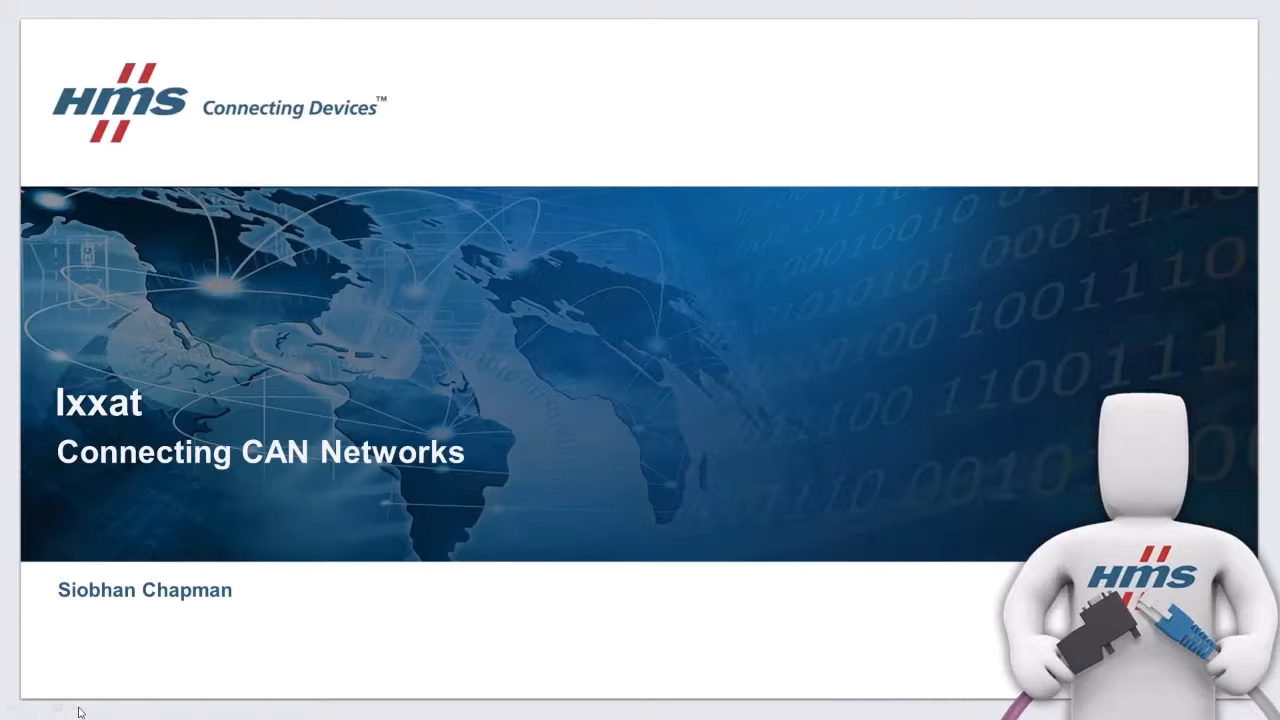 HMS Connecting Devices™
Ixxat
Connecting CAN Networks
Siobhan Chapman
HMS